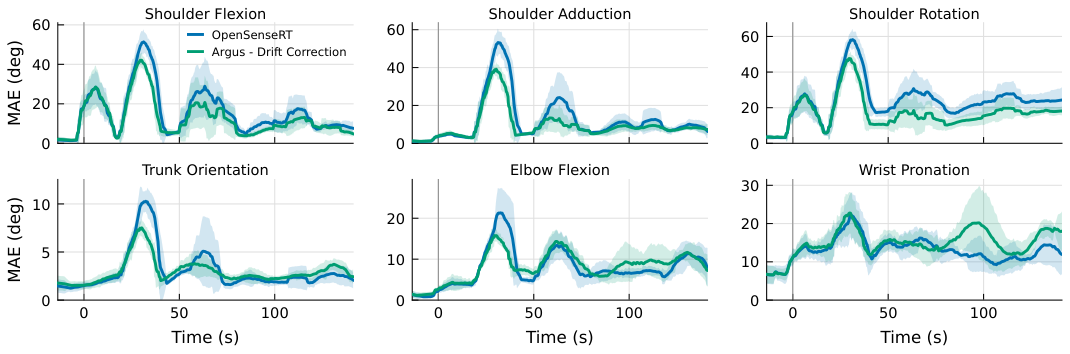 Shoulder Flexion
Shoulder Adduction
Shoulder Rotation
MAE (deg)
60
40
20
0
OpenSenseRT
Argus - Drift Correction
60
40
20
0
60
40
20
0
Trunk Orientation
Elbow Flexion
Wrist Pronation
MAE (deg)
10
5
0
20
10
0
30
20
10
0
0
50
100
0
50
100
0
50
100
Time (s)
Time (s)
Time (s)